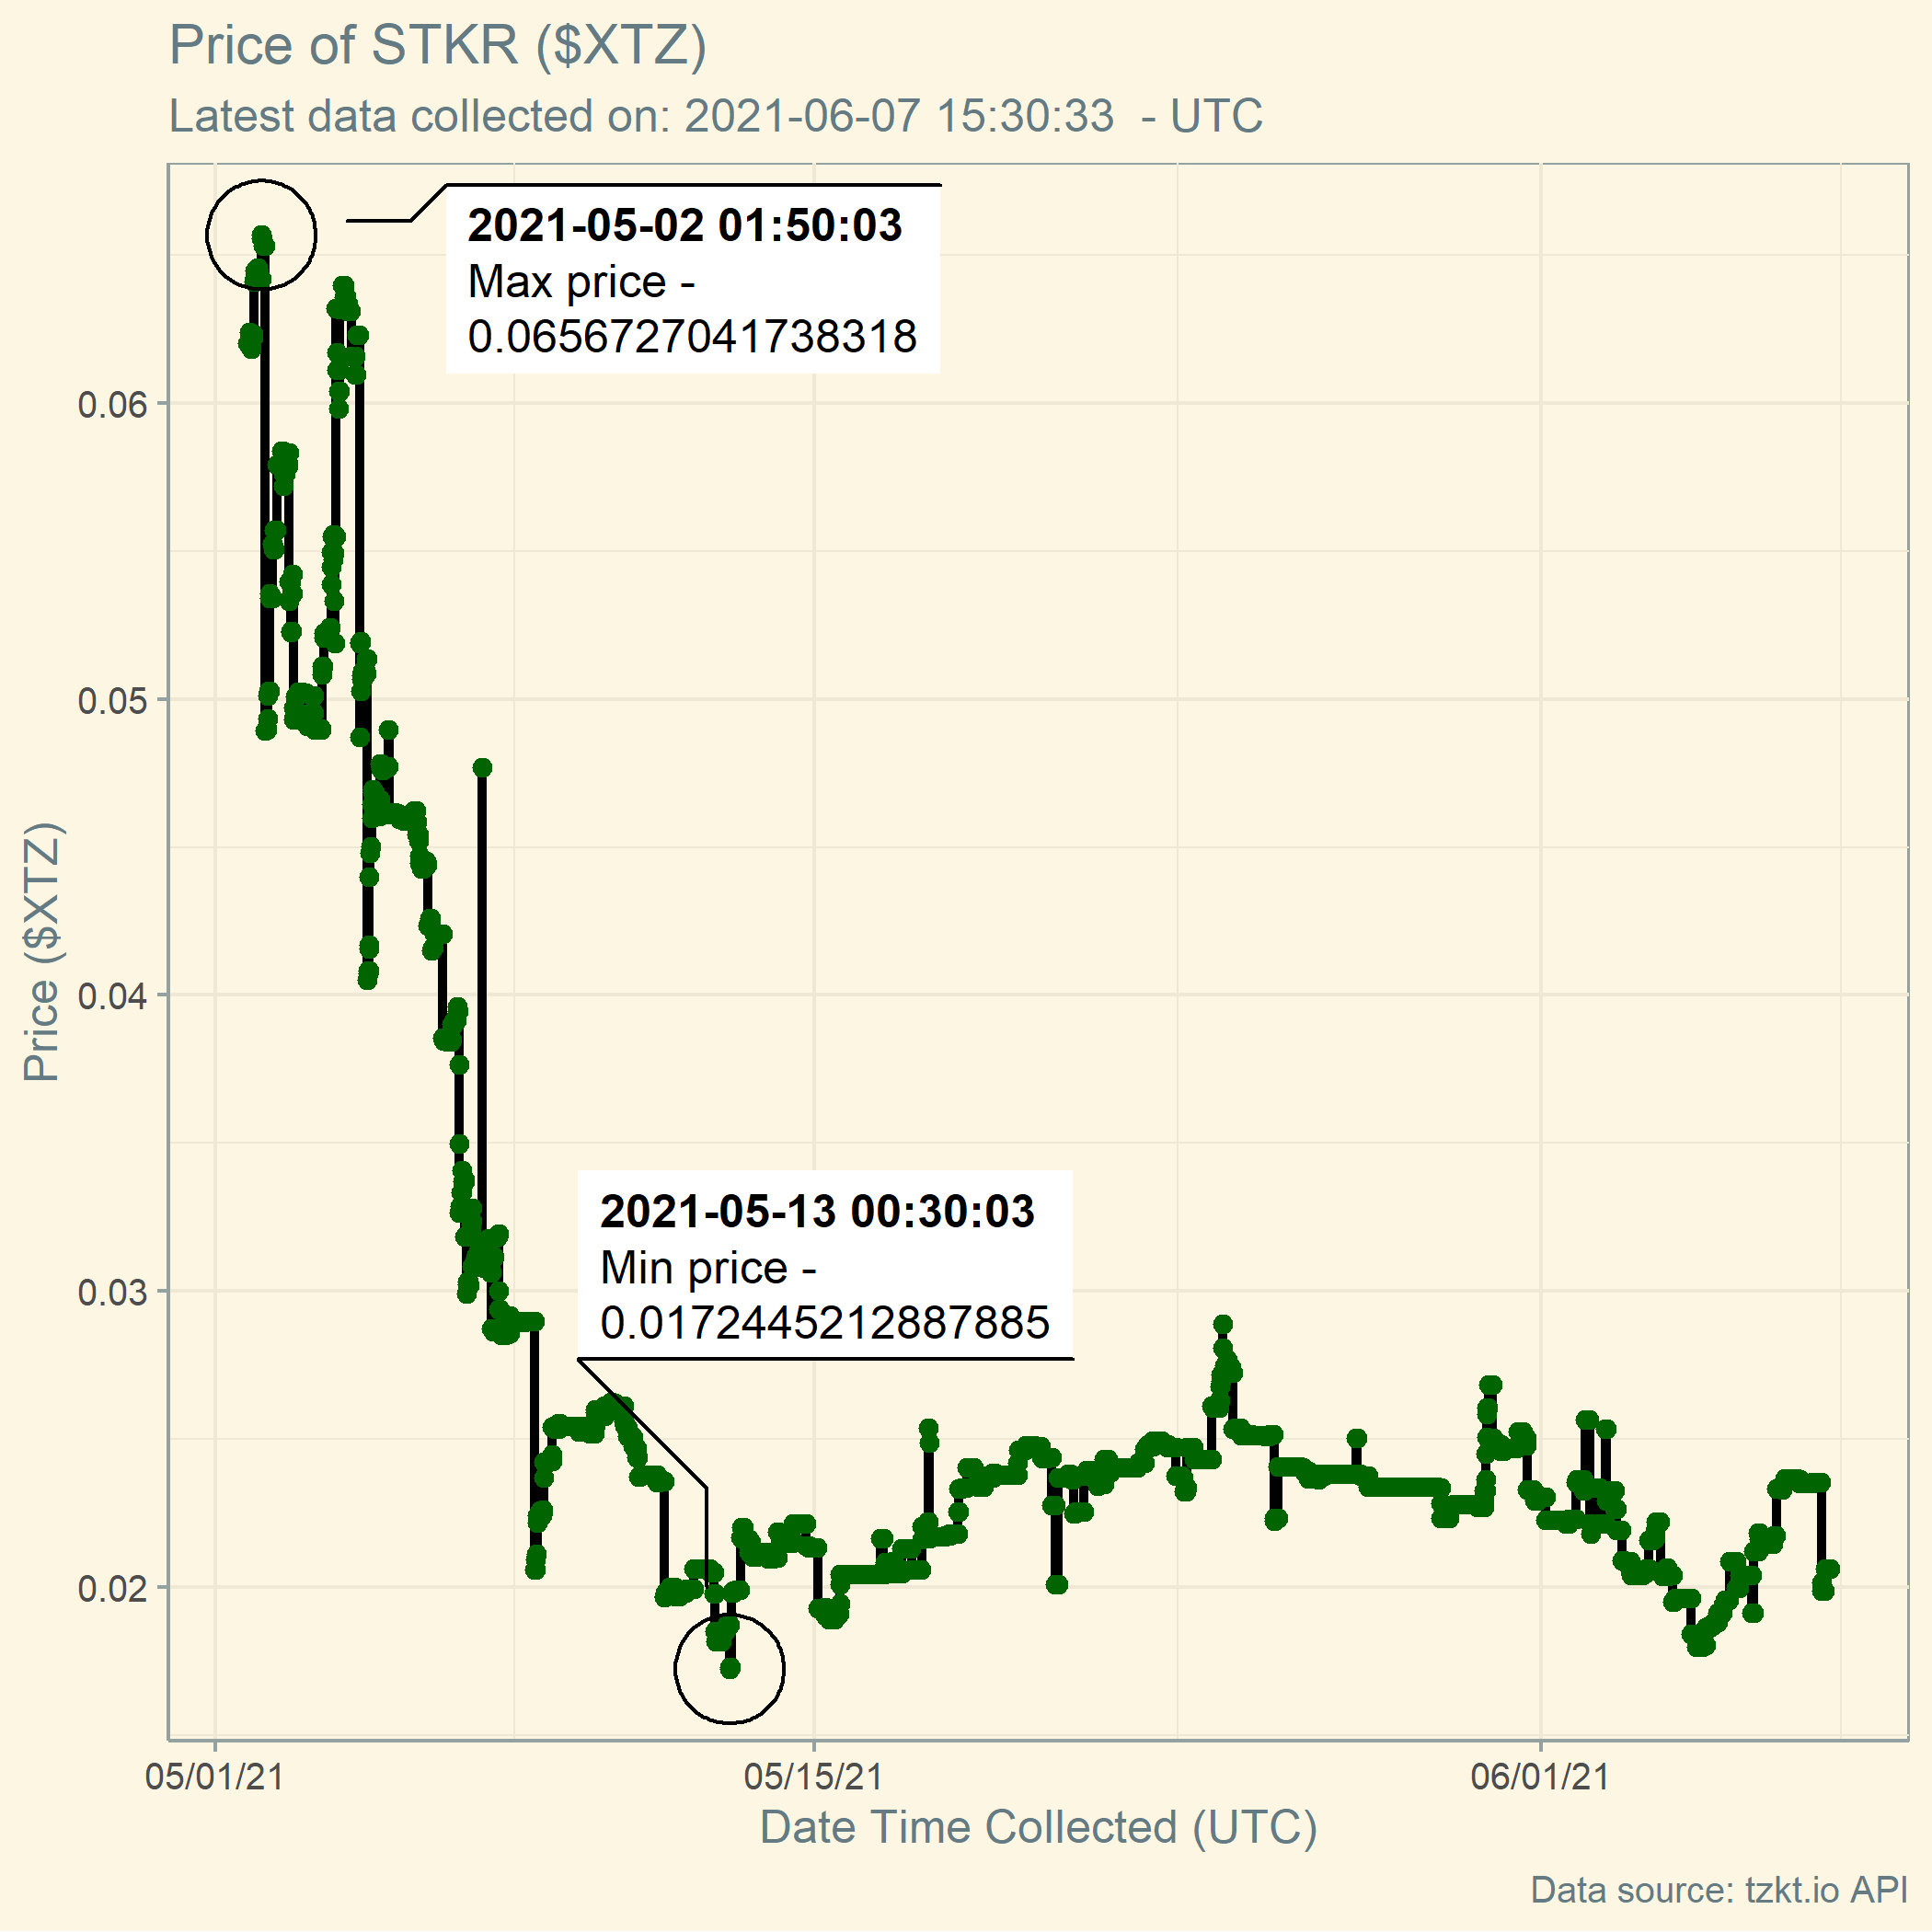 Price of STKR ($XTZ)
Latest data collected on: 2021-06-07 15:30:33  - UTC
2021-05-02 01:50:03
Max price -
0.0656727041738318
2021-05-13 00:30:03
Min price -
0.0172445212887885
Price ($XTZ)
0.06
0.05
0.04
0.03
0.02
05/01/21
05/15/21
06/01/21
Date Time Collected (UTC)
Data source: tzkt.io API